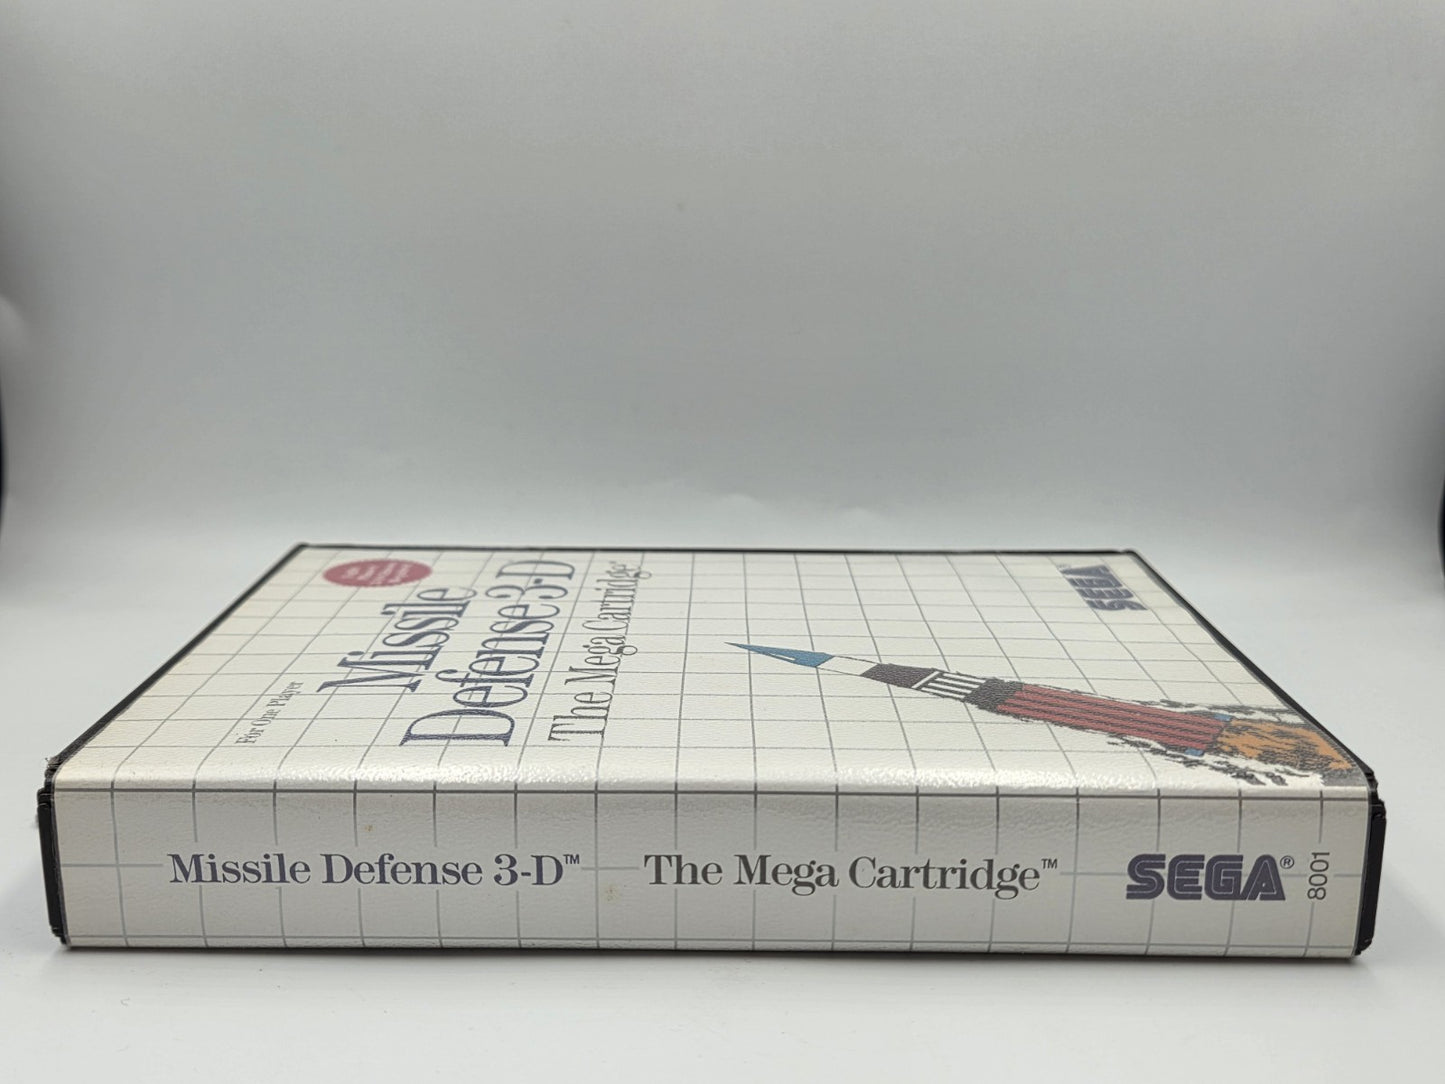 For One Player
Missile
Defense 3-D
The Mega Cartridge
SEGA
Missile Defense 3-D™ The Mega Cartridge™ SEGA® 8001